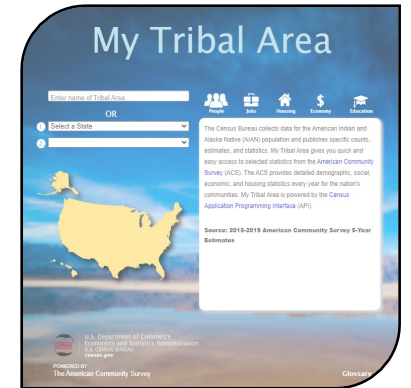 My Tribal Area
Enter name of Tribal Area
OR
1 Select a State
2
People Jobs Housing Economy Education
The Census Bureau collects data for the American Indian and
Alaska Native (AIAN) population and publishes specific counts,
estimates, and statistics. My Tribal Area gives you quick and
easy access to selected statistics from the American Community
Survey (ACS). The ACS provides detailed demographic, social,
economic, and housing statistics every year for the nation's
communities. My Tribal Area is powered by the Census
Application Programming Interface (API).
Source: 2015-2019 American Community Survey 5-Year
Estimates
U.S. Department of Commerce
Economics and Statistics Administration
U.S. CENSUS BUREAU
census.gov
POWERED BY
The American Community Survey
Glossary